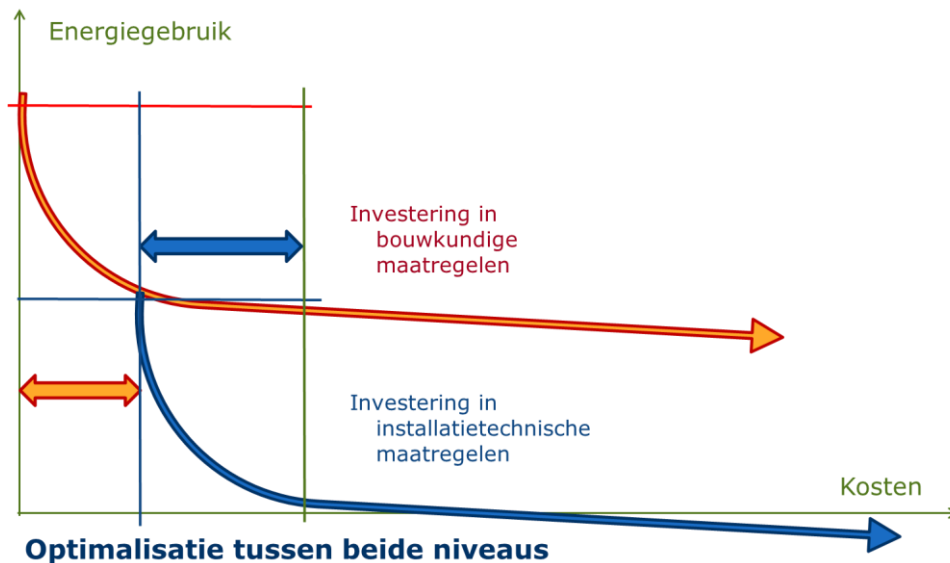 Energiegebruik
Investering in
bouwkundige
maatregelen
Investering in
installatietechnische
maatregelen
Kosten
Optimalisatie tussen beide niveaus